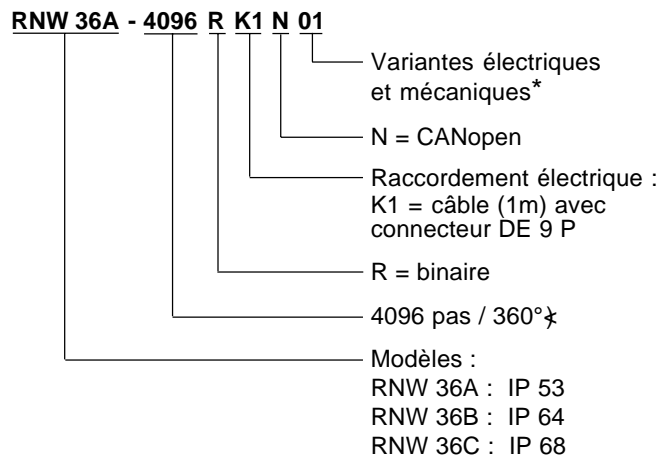 RNW 36A - 4096 R K1 N 01
Variantes électriques
et mécaniques*
N = CANopen
Raccordement électrique :
K1 = câble (1m) avec
connecteur DE 9 P
R = binaire
4096 pas / 360°∢
Modèles :
RNW 36A : IP 53
RNW 36B : IP 64
RNW 36C : IP 68